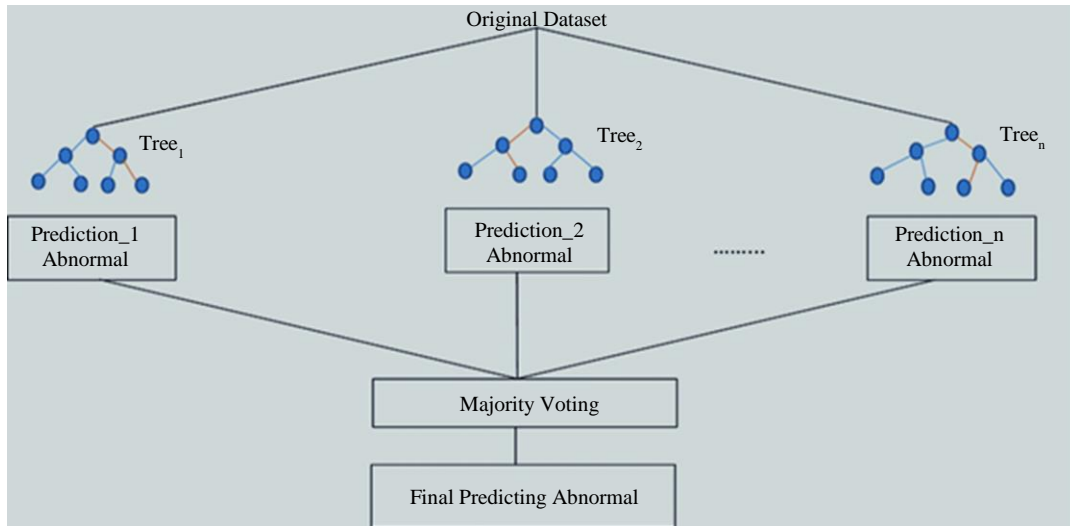 Original Dataset
Tree₁
Tree₂
Treeₙ
Prediction_1
Abnormal
Prediction_2
Abnormal
.........
Prediction_n
Abnormal
Majority Voting
Final Predicting Abnormal